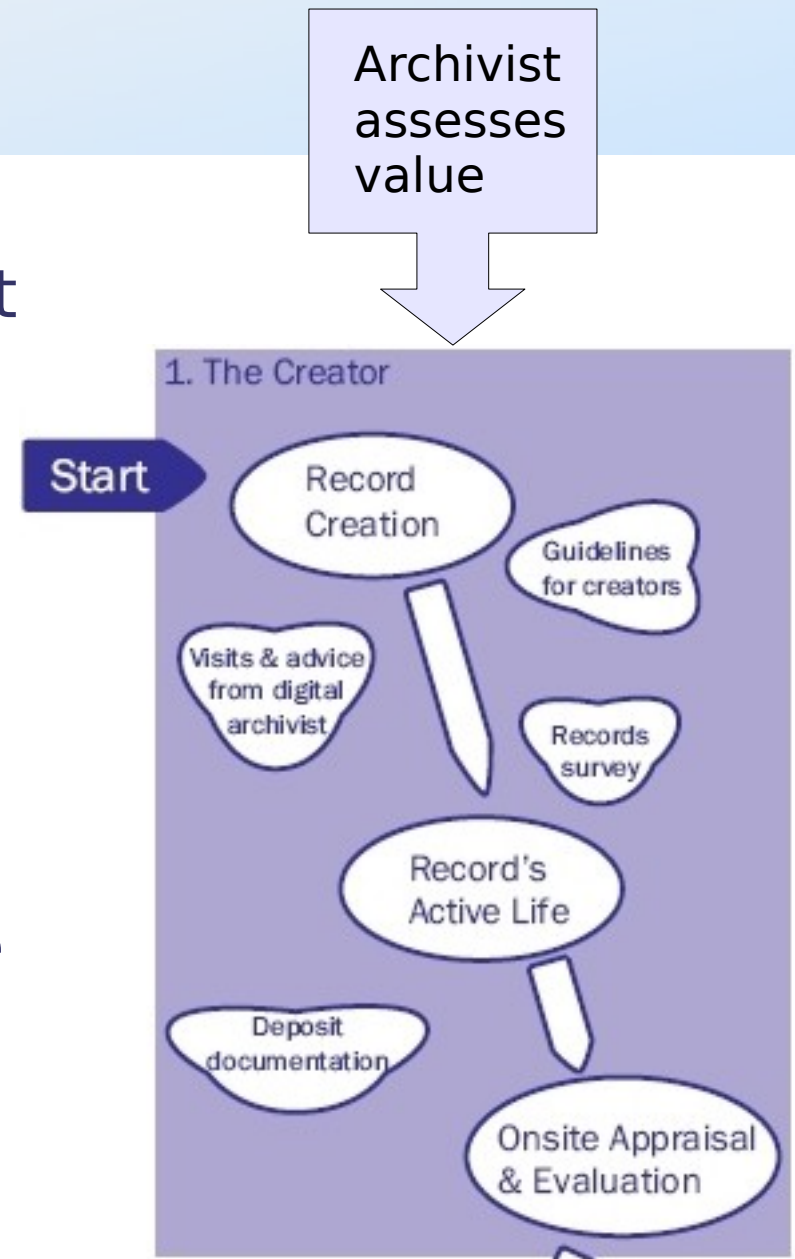 Archivist
assesses
value
t
1. The Creator
Start
Record
Creation
Guidelines
for creators
Visits & advice
from digital
archivist
Records
survey
Record's
Active Life
Deposit
documentation
Onsite Appraisal
& Evaluation